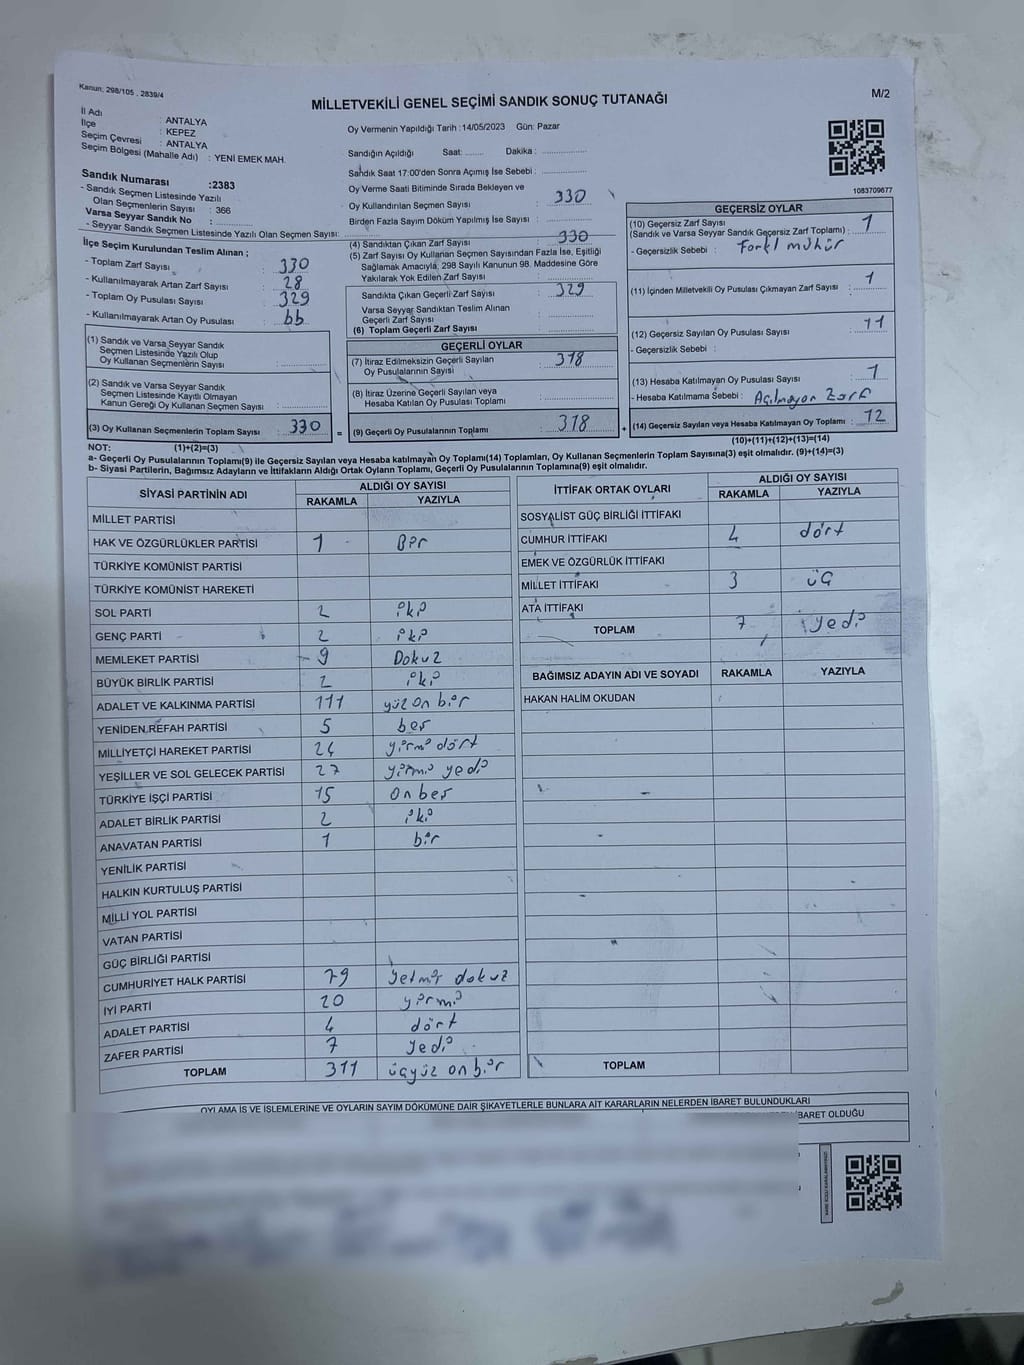 Kanun, 298/105 , 2839/4
MİLLETVEKİLİ GENEL SEÇİMİ SANDIK SONUÇ TUTANAĞI
M/2
İl Adı : ANTALYA
İlçe : KEPEZ
Seçim Çevresi : ANTALYA
Seçim Bölgesi (Mahalle Adı) : YENİ EMEK MAH.
Sandık Numarası :2383
- Sandık Seçmen Listesinde Yazılı
Olan Seçmenlerin Sayısı : 366
Varsa Seyyar Sandık No :
- Seyyar Sandık Seçmen Listesinde Yazılı Olan Seçmen Sayısı:
İlçe Seçim Kurulundan Teslim Alınan ;
- Toplam Zarf Sayısı : 330
- Kullanılmayarak Artan Zarf Sayısı : 28
- Toplam Oy Pusulası Sayısı : 329
- Kullanılmayarak Artan Oy Pusulası : 66
(1) Sandık ve Varsa Seyyar Sandık
Seçmen Listesinde Yazılı Olup
Oy Kullanan Seçmenlerin Sayısı :
(2) Sandık ve Varsa Seyyar Sandık
Seçmen Listesinde Kayıtlı Olmayan
Kanun Gereği Oy Kullanan Seçmen Sayısı :
(3) Oy Kullanan Seçmenlerin Toplam Sayısı : 330
Oy Vermenin Yapıldığı Tarih :14/05/2023 Gün: Pazar
Sandığın Açıldığı Saat: Dakika :
Sandık Saat 17:00'den Sonra Açımış İse Sebebi :
Oy Verme Saati Bitiminde Sırada Bekleyen ve
Oy Kullandırılan Seçmen Sayısı : 330
Birden Fazla Sayım Döküm Yapılmış İse Sayısı :
(4) Sandıktan Çıkan Zarf Sayısı : 330
(5) Zarf Sayısı Oy Kullanan Seçmen Sayısından Fazla İse, Eşitliği
Sağlamak Amacıyla, 298 Sayılı Kanunun 98. Maddesine Göre
Yakılarak Yok Edilen Zarf Sayısı :
Sandıkta Çıkan Geçerli Zarf Sayısı : 329
Varsa Seyyar Sandıktan Teslim Alınan
Geçerli Zarf Sayısı :
(6) Toplam Geçerli Zarf Sayısı :
GEÇERLİ OYLAR
(7) İtiraz Edilmeksizin Geçerli Sayılan
Oy Pusulalarının Sayısı : 318
(8) İtiraz Üzerine Geçerli Sayılan veya
Hesaba Katılan Oy Pusulası Toplamı :
= (9) Geçerli Oy Pusulalarının Toplamı : 318 +
1083709677
GEÇERSİZ OYLAR
(10) Geçersiz Zarf Sayısı
(Sandık ve Varsa Seyyar Sandık Geçersiz Zarf Toplamı) : 1
- Geçersizlik Sebebi : Farklı mühür
(11) İçinden Milletvekili Oy Pusulası Çıkmayan Zarf Sayısı : 1
(12) Geçersiz Sayılan Oy Pusulası Sayısı : 11
- Geçersizlik Sebebi :
(13) Hesaba Katılmayan Oy Pusulası Sayısı : 1
- Hesaba Katılmama Sebebi : Açılmayan Zarf
(14) Geçersiz Sayılan veya Hesaba Katılmayan Oy Toplamı : 12
NOT: (1)+(2)=(3)
(10)+(11)+(12)+(13)=(14)
a- Geçerli Oy Pusulalarının Toplamı(9) ile Geçersiz Sayılan veya Hesaba katılmayan Oy Toplamı(14) Toplamları, Oy Kullanan Seçmenlerin Toplam Sayısına(3) eşit olmalıdır. (9)+(14)=(3)
b- Siyasi Partilerin, Bağımsız Adayların ve İttifakların Aldığı Ortak Oyların Toplamı, Geçerli Oy Pusulalarının Toplamına(9) eşit olmalıdır.
SİYASİ PARTİNİN ADI ALDIĞI OY SAYISI
RAKAMLA YAZIYLA
MİLLET PARTİSİ
HAK VE ÖZGÜRLÜKLER PARTİSİ 1 Bir
TÜRKİYE KOMÜNİST PARTİSİ
TÜRKİYE KOMÜNİST HAREKETİ
SOL PARTİ 2 iki
GENÇ PARTİ 2 iki
MEMLEKET PARTİSİ 9 Dokuz
BÜYÜK BİRLİK PARTİSİ 2 iki
ADALET VE KALKINMA PARTİSİ 111 yüz on bir
YENİDEN REFAH PARTİSİ 5 beş
MİLLİYETÇİ HAREKET PARTİSİ 24 yirmi dört
YEŞİLLER VE SOL GELECEK PARTİSİ 27 yirmi yedi
TÜRKİYE İŞÇİ PARTİSİ 15 onbeş
ADALET BİRLİK PARTİSİ 2 iki
ANAVATAN PARTİSİ 1 bir
YENİLİK PARTİSİ
HALKIN KURTULUŞ PARTİSİ
MİLLİ YOL PARTİSİ
VATAN PARTİSİ
GÜÇ BİRLİĞİ PARTİSİ
CUMHURİYET HALK PARTİSİ 79 yetmiş dokuz
İYİ PARTİ 20 yirmi
ADALET PARTİSİ 4 dört
ZAFER PARTİSİ 7 yedi
TOPLAM 311 üçyüz on bir
İTTİFAK ORTAK OYLARI ALDIĞI OY SAYISI
RAKAMLA YAZIYLA
SOSYALİST GÜÇ BİRLİĞİ İTTİFAKI
CUMHUR İTTİFAKI 4 dört
EMEK VE ÖZGÜRLÜK İTTİFAKI
MİLLET İTTİFAKI 3 üç
ATA İTTİFAKI
TOPLAM 7 yedi
BAĞIMSIZ ADAYIN ADI VE SOYADI RAKAMLA YAZIYLA
HAKAN HALİM OKUDAN
TOPLAM
OYLAMA İŞ VE İŞLEMLERİNE VE OYLARIN SAYIM DÖKÜMÜNE DAİR ŞİKAYETLERLE BUNLARA AİT KARARLARIN NELERDEN İBARET BULUNDUKLARI
İBARET OLDUĞU